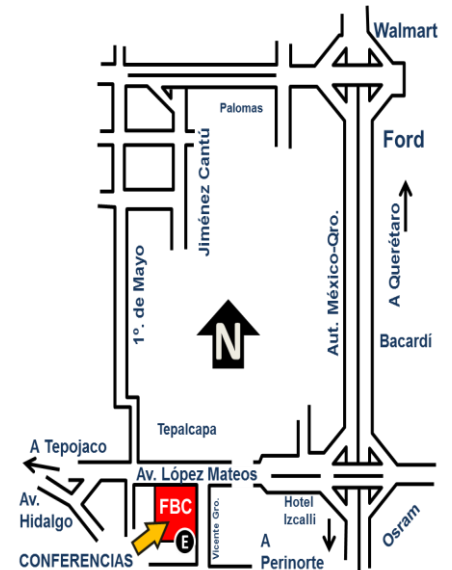 Walmart
Palomas
Ford
Jiménez Cantú
1º. de Mayo
Aut. México-Qro.
A Querétaro
N
Bacardí
Tepalcapa
A Tepojaco
Av. López Mateos
Av.
Hidalgo
FBC
E
Vicente Gro.
Hotel
Izcalli
Osram
A
Perinorte
CONFERENCIAS